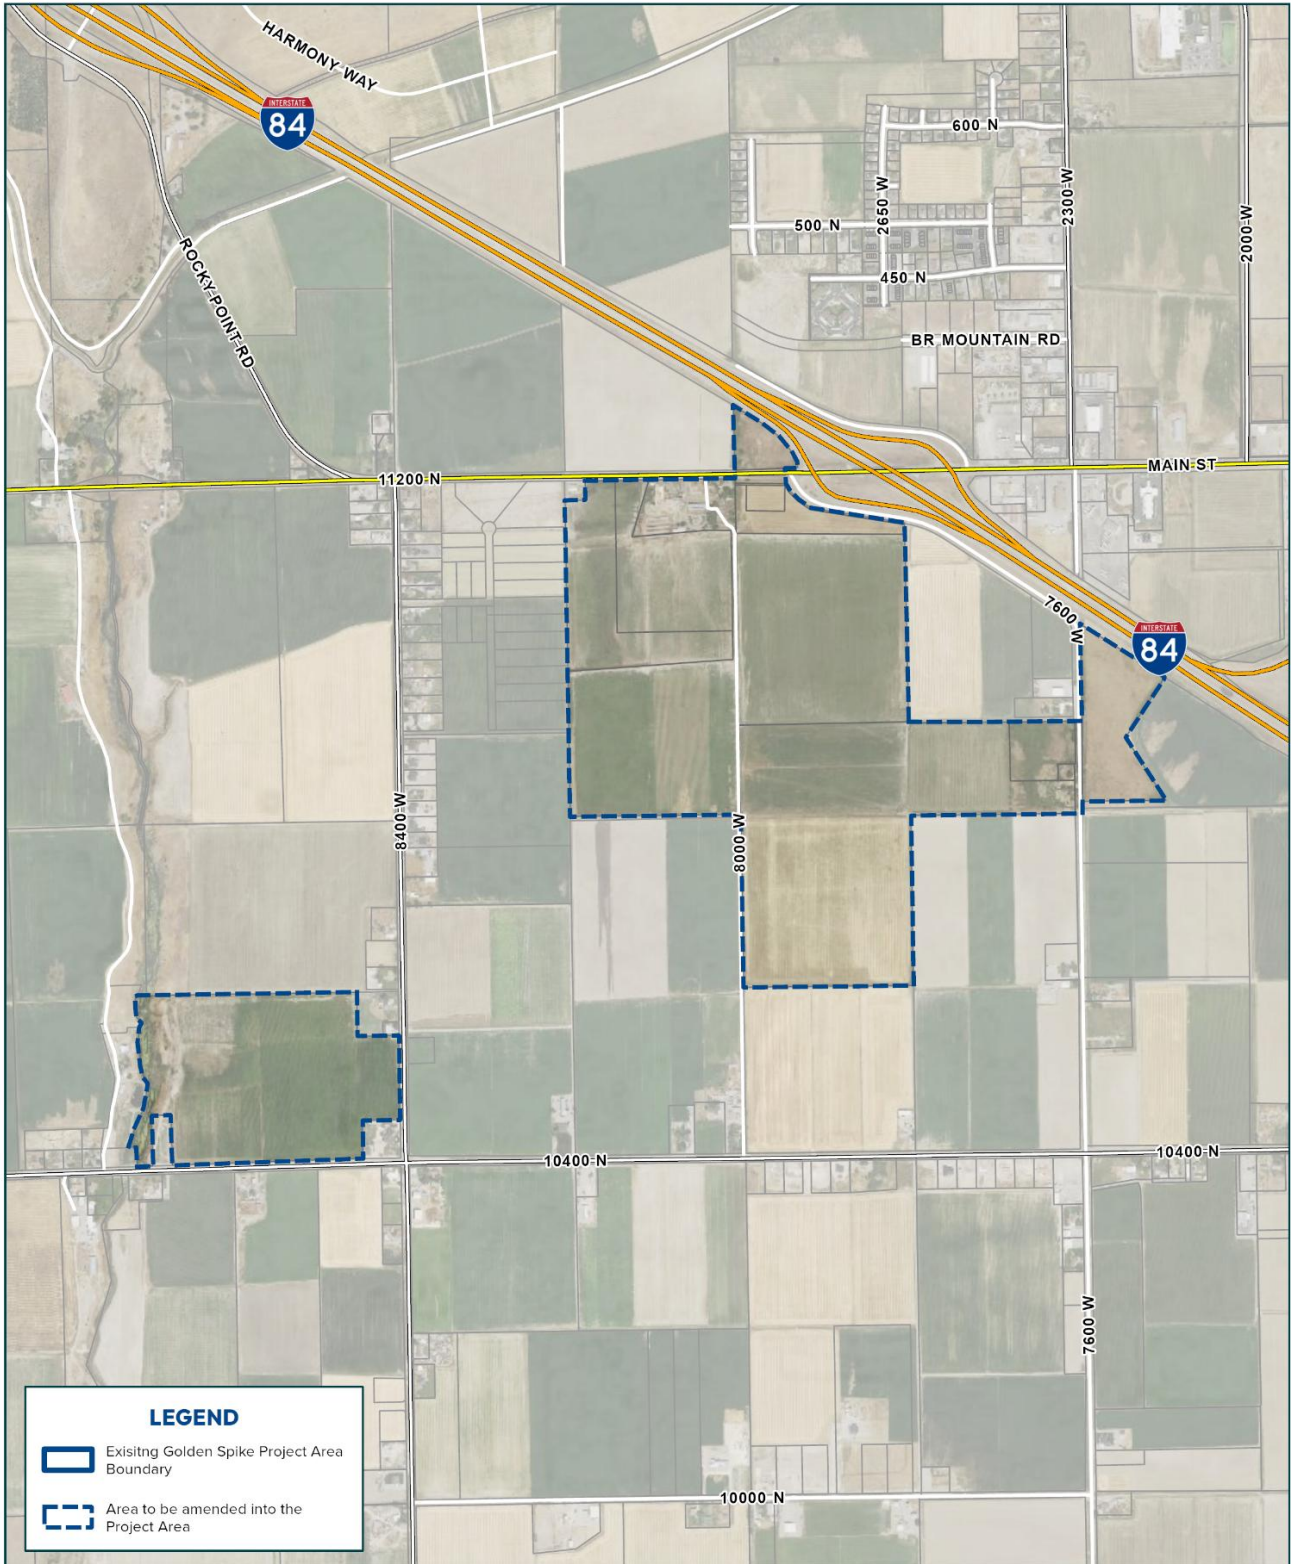 HARMONY WAY
INTERSTATE
84
600 N
2650 W
2300 W
2000 W
500 N
450 N
ROCKY POINT RD
BR MOUNTAIN RD
11200 N
MAIN ST
7600 W
INTERSTATE
84
8400 W
8000 W
10400 N
10400 N
7600 W
10000 N
LEGEND
Exisitng Golden Spike Project Area
Boundary
Area to be amended into the
Project Area